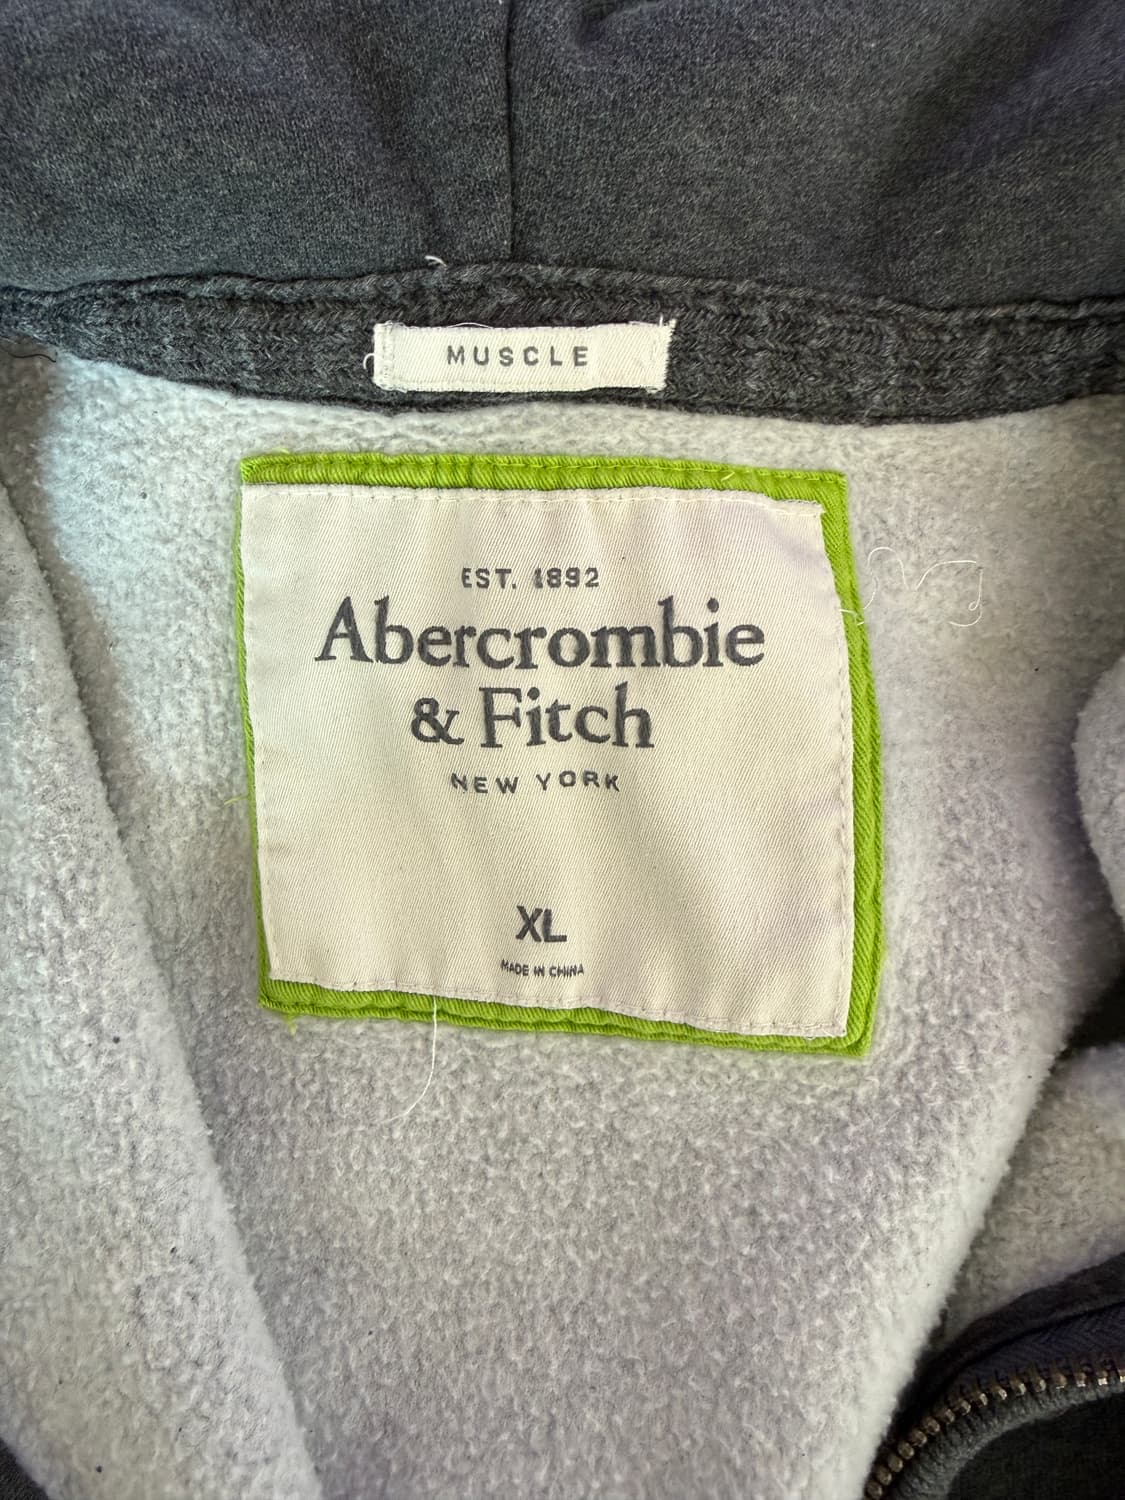 MUSCLE
EST. 1892
Abercrombie
& Fitch
NEW YORK
XL
MADE IN CHINA